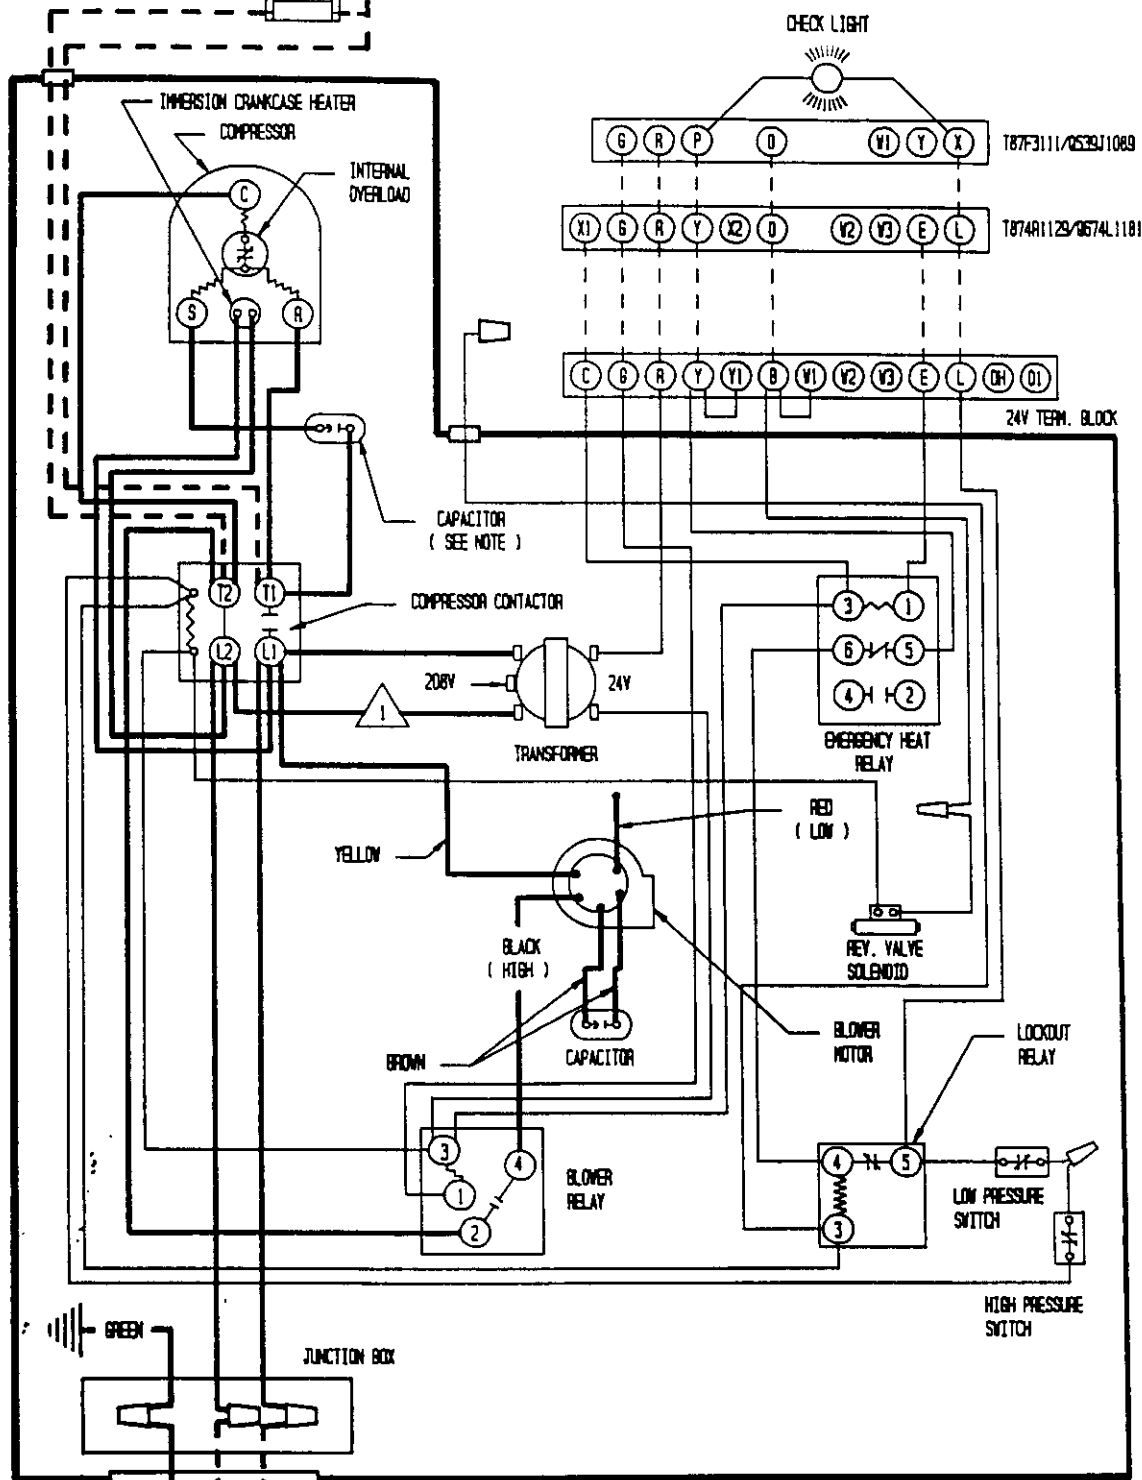 CHECK LIGHT
IMMERSION CRANKCASE HEATER
COMPRESSOR
INTERNAL
OVERLOAD
G R P O W1 Y X
T87F3111/Q539J1089
C
X1 G R Y X2 O W2 W3 E L
T874A1129/Q674L1181
S R
C G R Y Y1 B W1 W2 W3 E L OH O1
24V TERM. BLOCK
CAPACITOR
( SEE NOTE )
T2 T1
COMPRESSOR CONTACTOR
L2 L1
208V
24V
1
TRANSFORMER
3 1
6 5
4 2
EMERGENCY HEAT
RELAY
RED
( LOW )
YELLOW
BLACK
( HIGH )
REV. VALVE
SOLENOID
BROWN
CAPACITOR
BLOWER
MOTOR
LOCKOUT
RELAY
3 4
1
2
BLOWER
RELAY
4 5
3
LOW PRESSURE
SWITCH
HIGH PRESSURE
SWITCH
GREEN
JUNCTION BOX